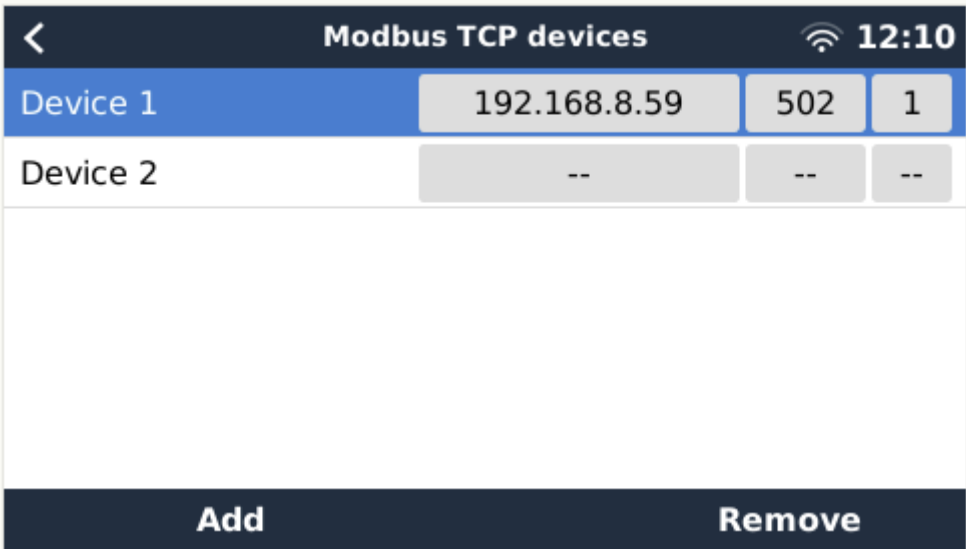 Modbus TCP devices 12:10
Device 1 192.168.8.59 502 1
Device 2 -- -- --
Add Remove